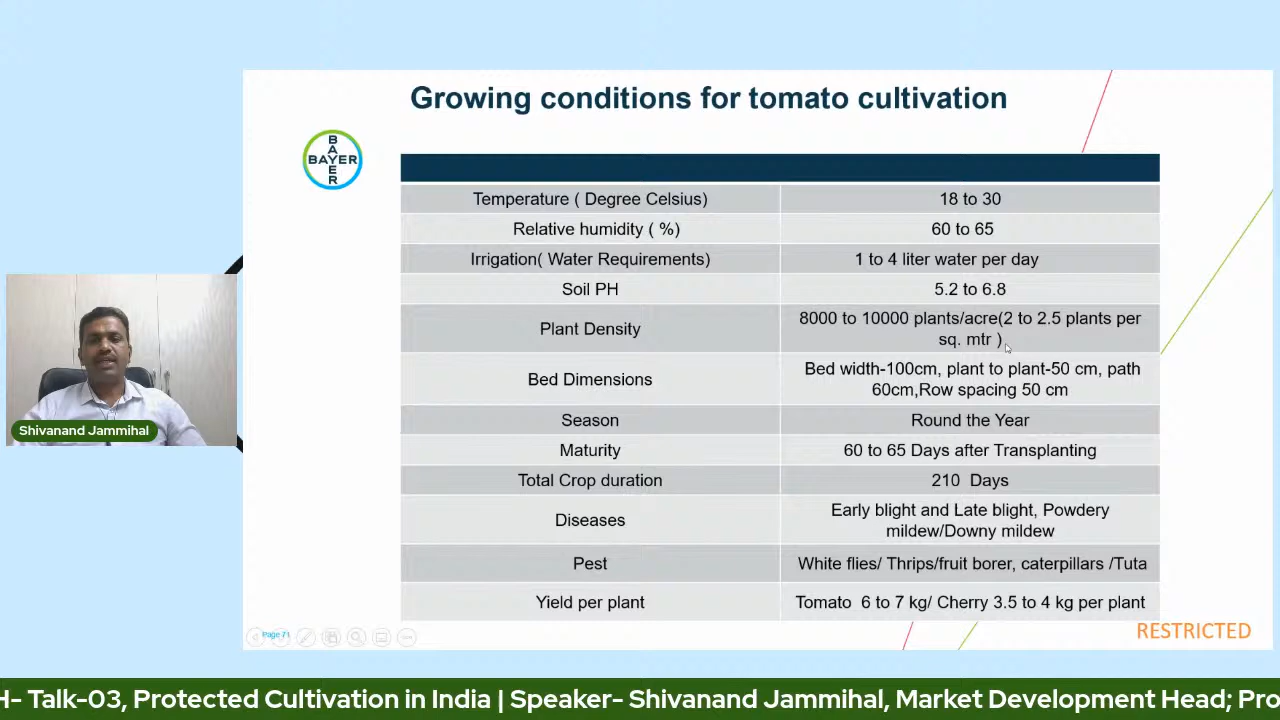 Growing conditions for tomato cultivation
BAYER
BAYER
Temperature ( Degree Celsius)
18 to 30
Relative humidity ( %)
60 to 65
Irrigation( Water Requirements)
1 to 4 liter water per day
Soil PH
5.2 to 6.8
Plant Density
8000 to 10000 plants/acre(2 to 2.5 plants per
sq. mtr )
Bed Dimensions
Bed width-100cm, plant to plant-50 cm, path
60cm,Row spacing 50 cm
Season
Round the Year
Maturity
60 to 65 Days after Transplanting
Total Crop duration
210 Days
Diseases
Early blight and Late blight, Powdery
mildew/Downy mildew
Pest
White flies/ Thrips/fruit borer, caterpillars /Tuta
Yield per plant
Tomato 6 to 7 kg/ Cherry 3.5 to 4 kg per plant
Shivanand Jammihal
Page 71
RESTRICTED
H- Talk-03, Protected Cultivation in India | Speaker- Shivanand Jammihal, Market Development Head; Pro